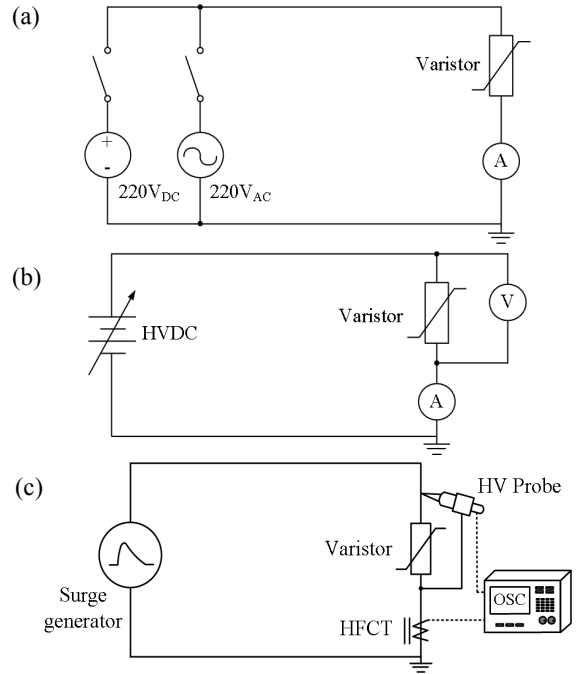 (a)
Varistor
+
-
A
220V_DC 220V_AC
(b)
HVDC
Varistor
V
A
(c)
HV Probe
Varistor
Surge
generator
OSC
HFCT